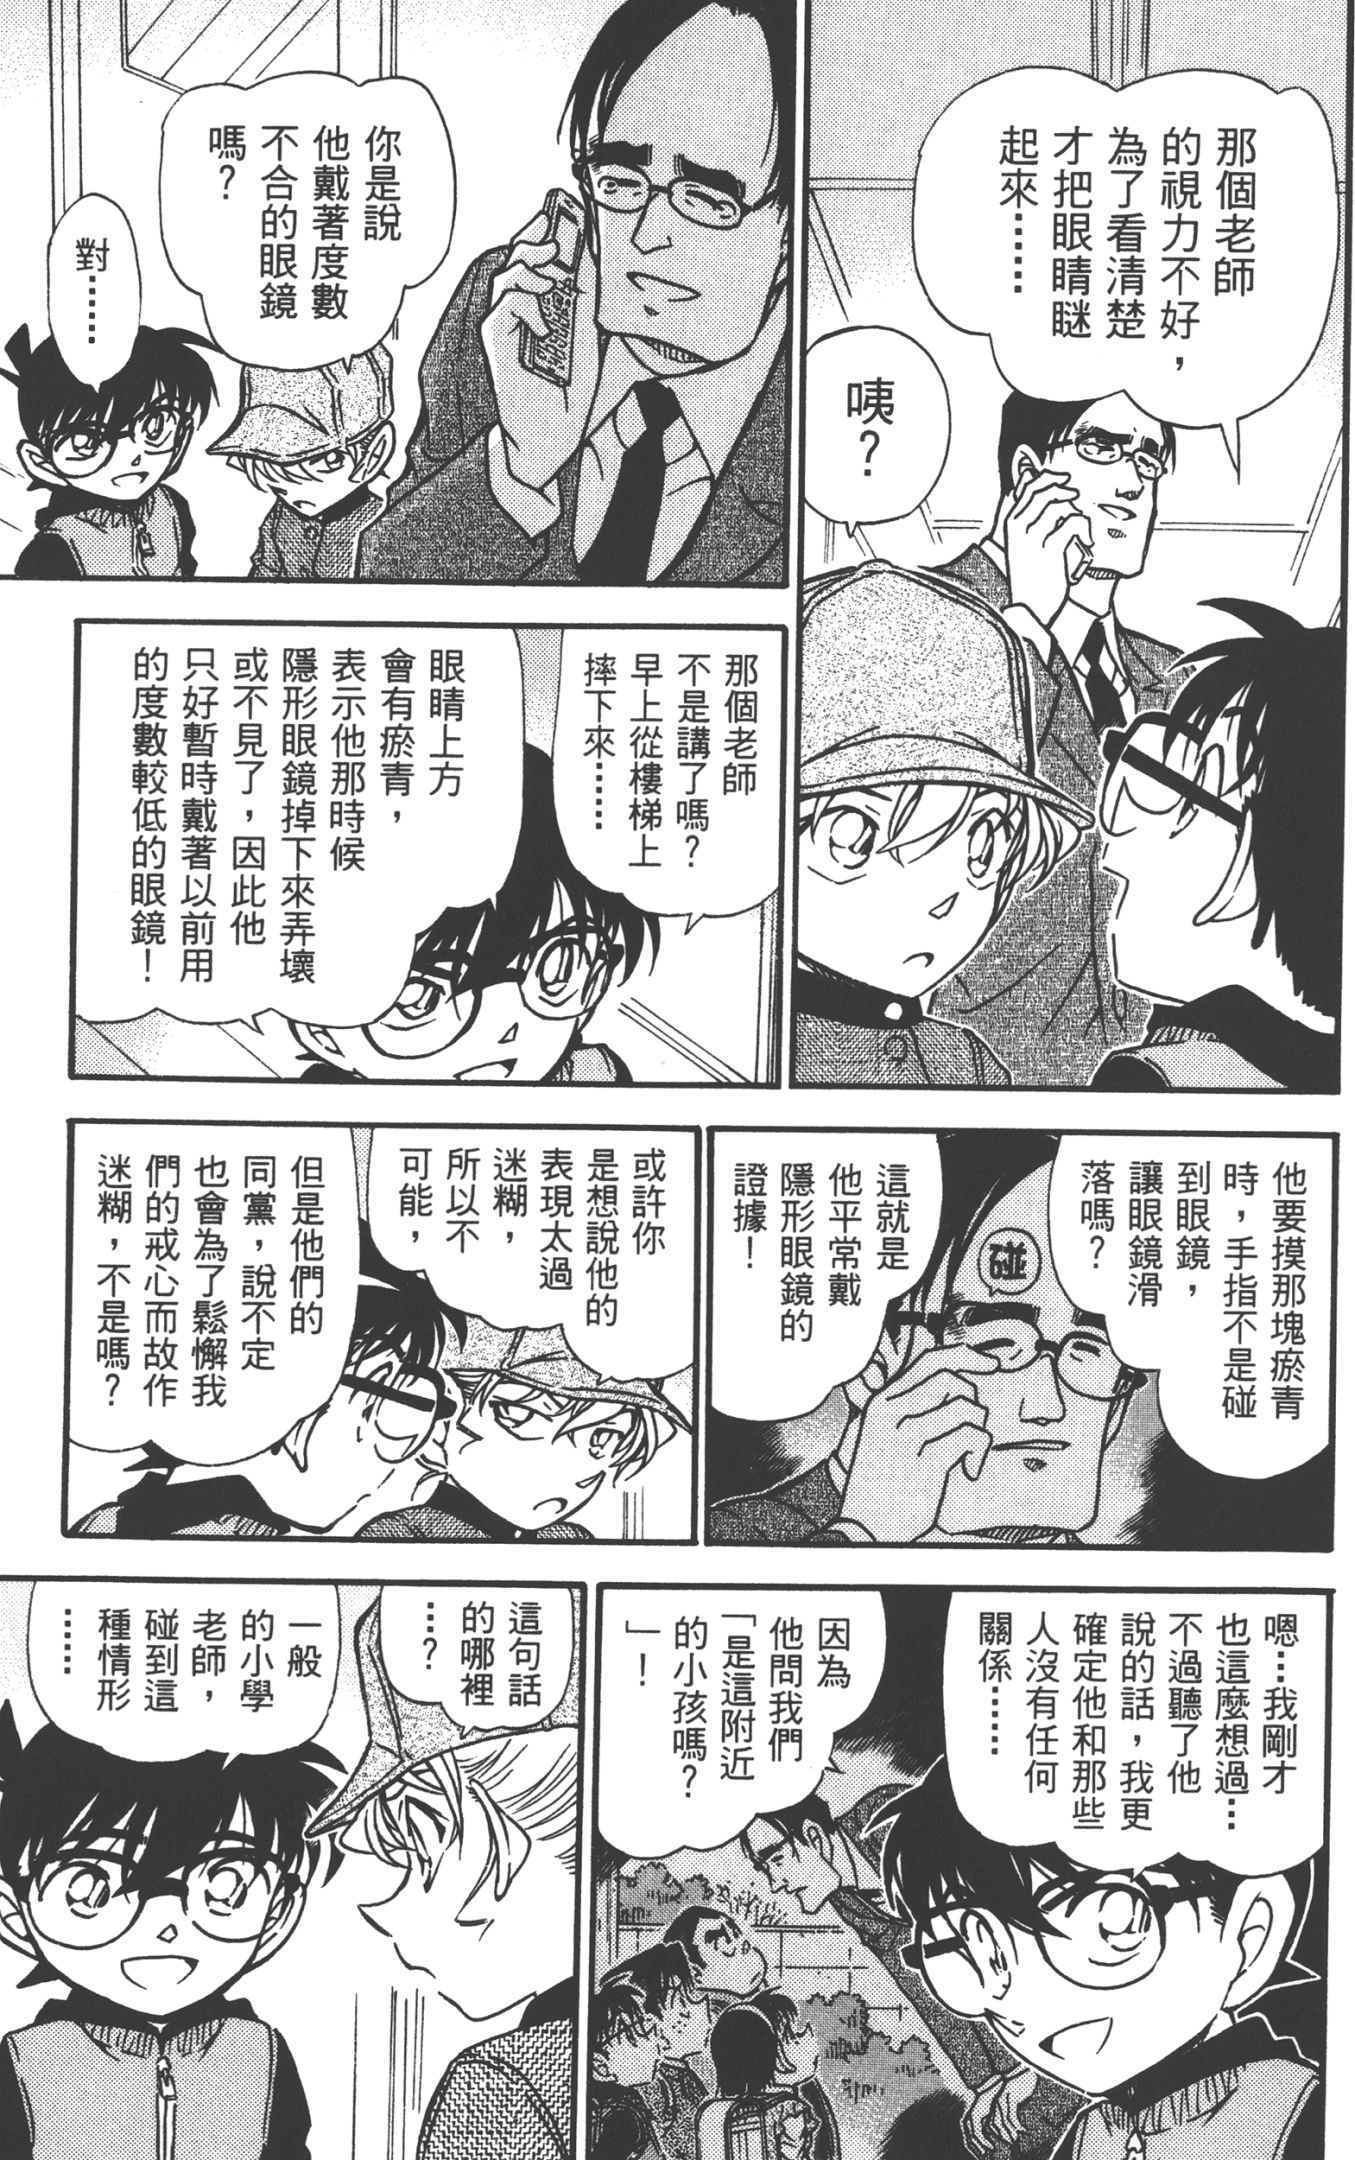 那個老師
的視力不好，
為了看清楚
才把眼睛瞇
起來……
咦？
你是說
他戴著度數
不合的眼鏡
嗎？
對……
那個老師
不是講了嗎？
早上從樓梯上
摔下來……
眼睛上方
會有瘀青，
表示他那時候
隱形眼鏡掉下來弄壞
或不見了，因此他
只好暫時戴著以前用
的度數較低的眼鏡！
他要摸那塊瘀青
時，手指不是碰
到眼鏡，
讓眼鏡滑
落嗎？
碰
這就是
他平常戴
隱形眼鏡的
證據！
或許你
是想說他的
表現太過
迷糊，
所以不
可能，
但是他們的
同黨，說不定
也會為了鬆懈我
們的戒心而故作
迷糊，不是嗎？
嗯…我剛才
也這麼想過…
不過聽了他
說的話，我更
確定他和那些
人沒有任何
關係……
因為
他問我們
「是這附近
的小孩嗎？
」！
這句話
的哪裡
…？
一般
的小學
老師，
碰到這
種情形
……